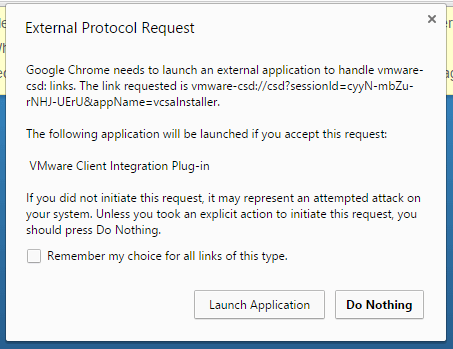 External Protocol Request
Google Chrome needs to launch an external application to handle vmware-
csd: links. The link requested is vmware-csd://csd?sessionId=cyyN-mbZu-
rNHJ-UErU&appName=vcsaInstaller.
The following application will be launched if you accept this request:
VMware Client Integration Plug-in
If you did not initiate this request, it may represent an attempted attack on
your system. Unless you took an explicit action to initiate this request, you
should press Do Nothing.
Remember my choice for all links of this type.
Launch Application
Do Nothing